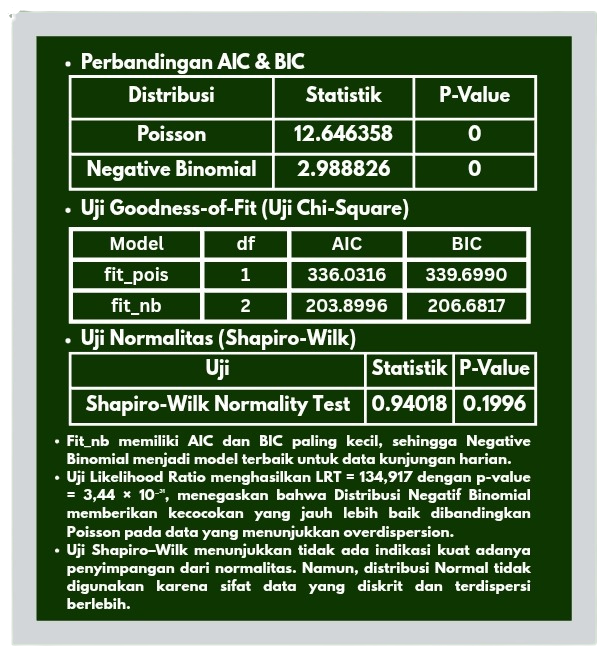 • Perbandingan AIC & BIC
Distribusi Statistik P-Value
Poisson 12.646358 0
Negative Binomial 2.988826 0
• Uji Goodness-of-Fit (Uji Chi-Square)
Model df AIC BIC
fit_pois 1 336.0316 339.6990
fit_nb 2 203.8996 206.6817
• Uji Normalitas (Shapiro-Wilk)
Uji Statistik P-Value
Shapiro-Wilk Normality Test 0.94018 0.1996
• Fit_nb memiliki AIC dan BIC paling kecil, sehingga Negative
Binomial menjadi model terbaik untuk data kunjungan harian.
• Uji Likelihood Ratio menghasilkan LRT = 134,917 dengan p-value
= 3,44 × 10 , menegaskan bahwa Distribusi Negatif Binomial
memberikan kecocokan yang jauh lebih baik dibandingkan
Poisson pada data yang menunjukkan overdispersion.
• Uji Shapiro–Wilk menunjukkan tidak ada indikasi kuat adanya
penyimpangan dari normalitas. Namun, distribusi Normal tidak
digunakan karena sifat data yang diskrit dan terdispersi
berlebih.